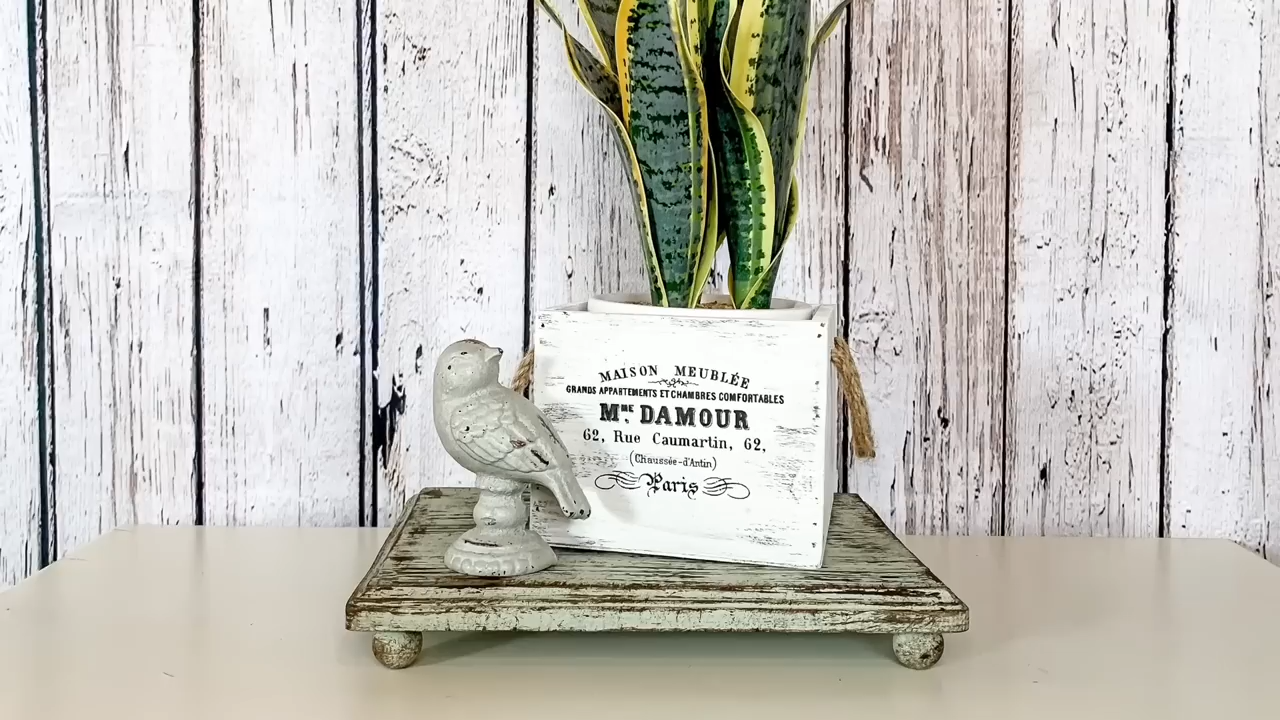 MAISON MEUBLÉE
GRANDS APPARTEMENTS ET CHAMBRES COMFORTABLES
MME. DAMOUR
62, Rue Caumartin, 62,
(Chaussée-d'Antin)
Paris